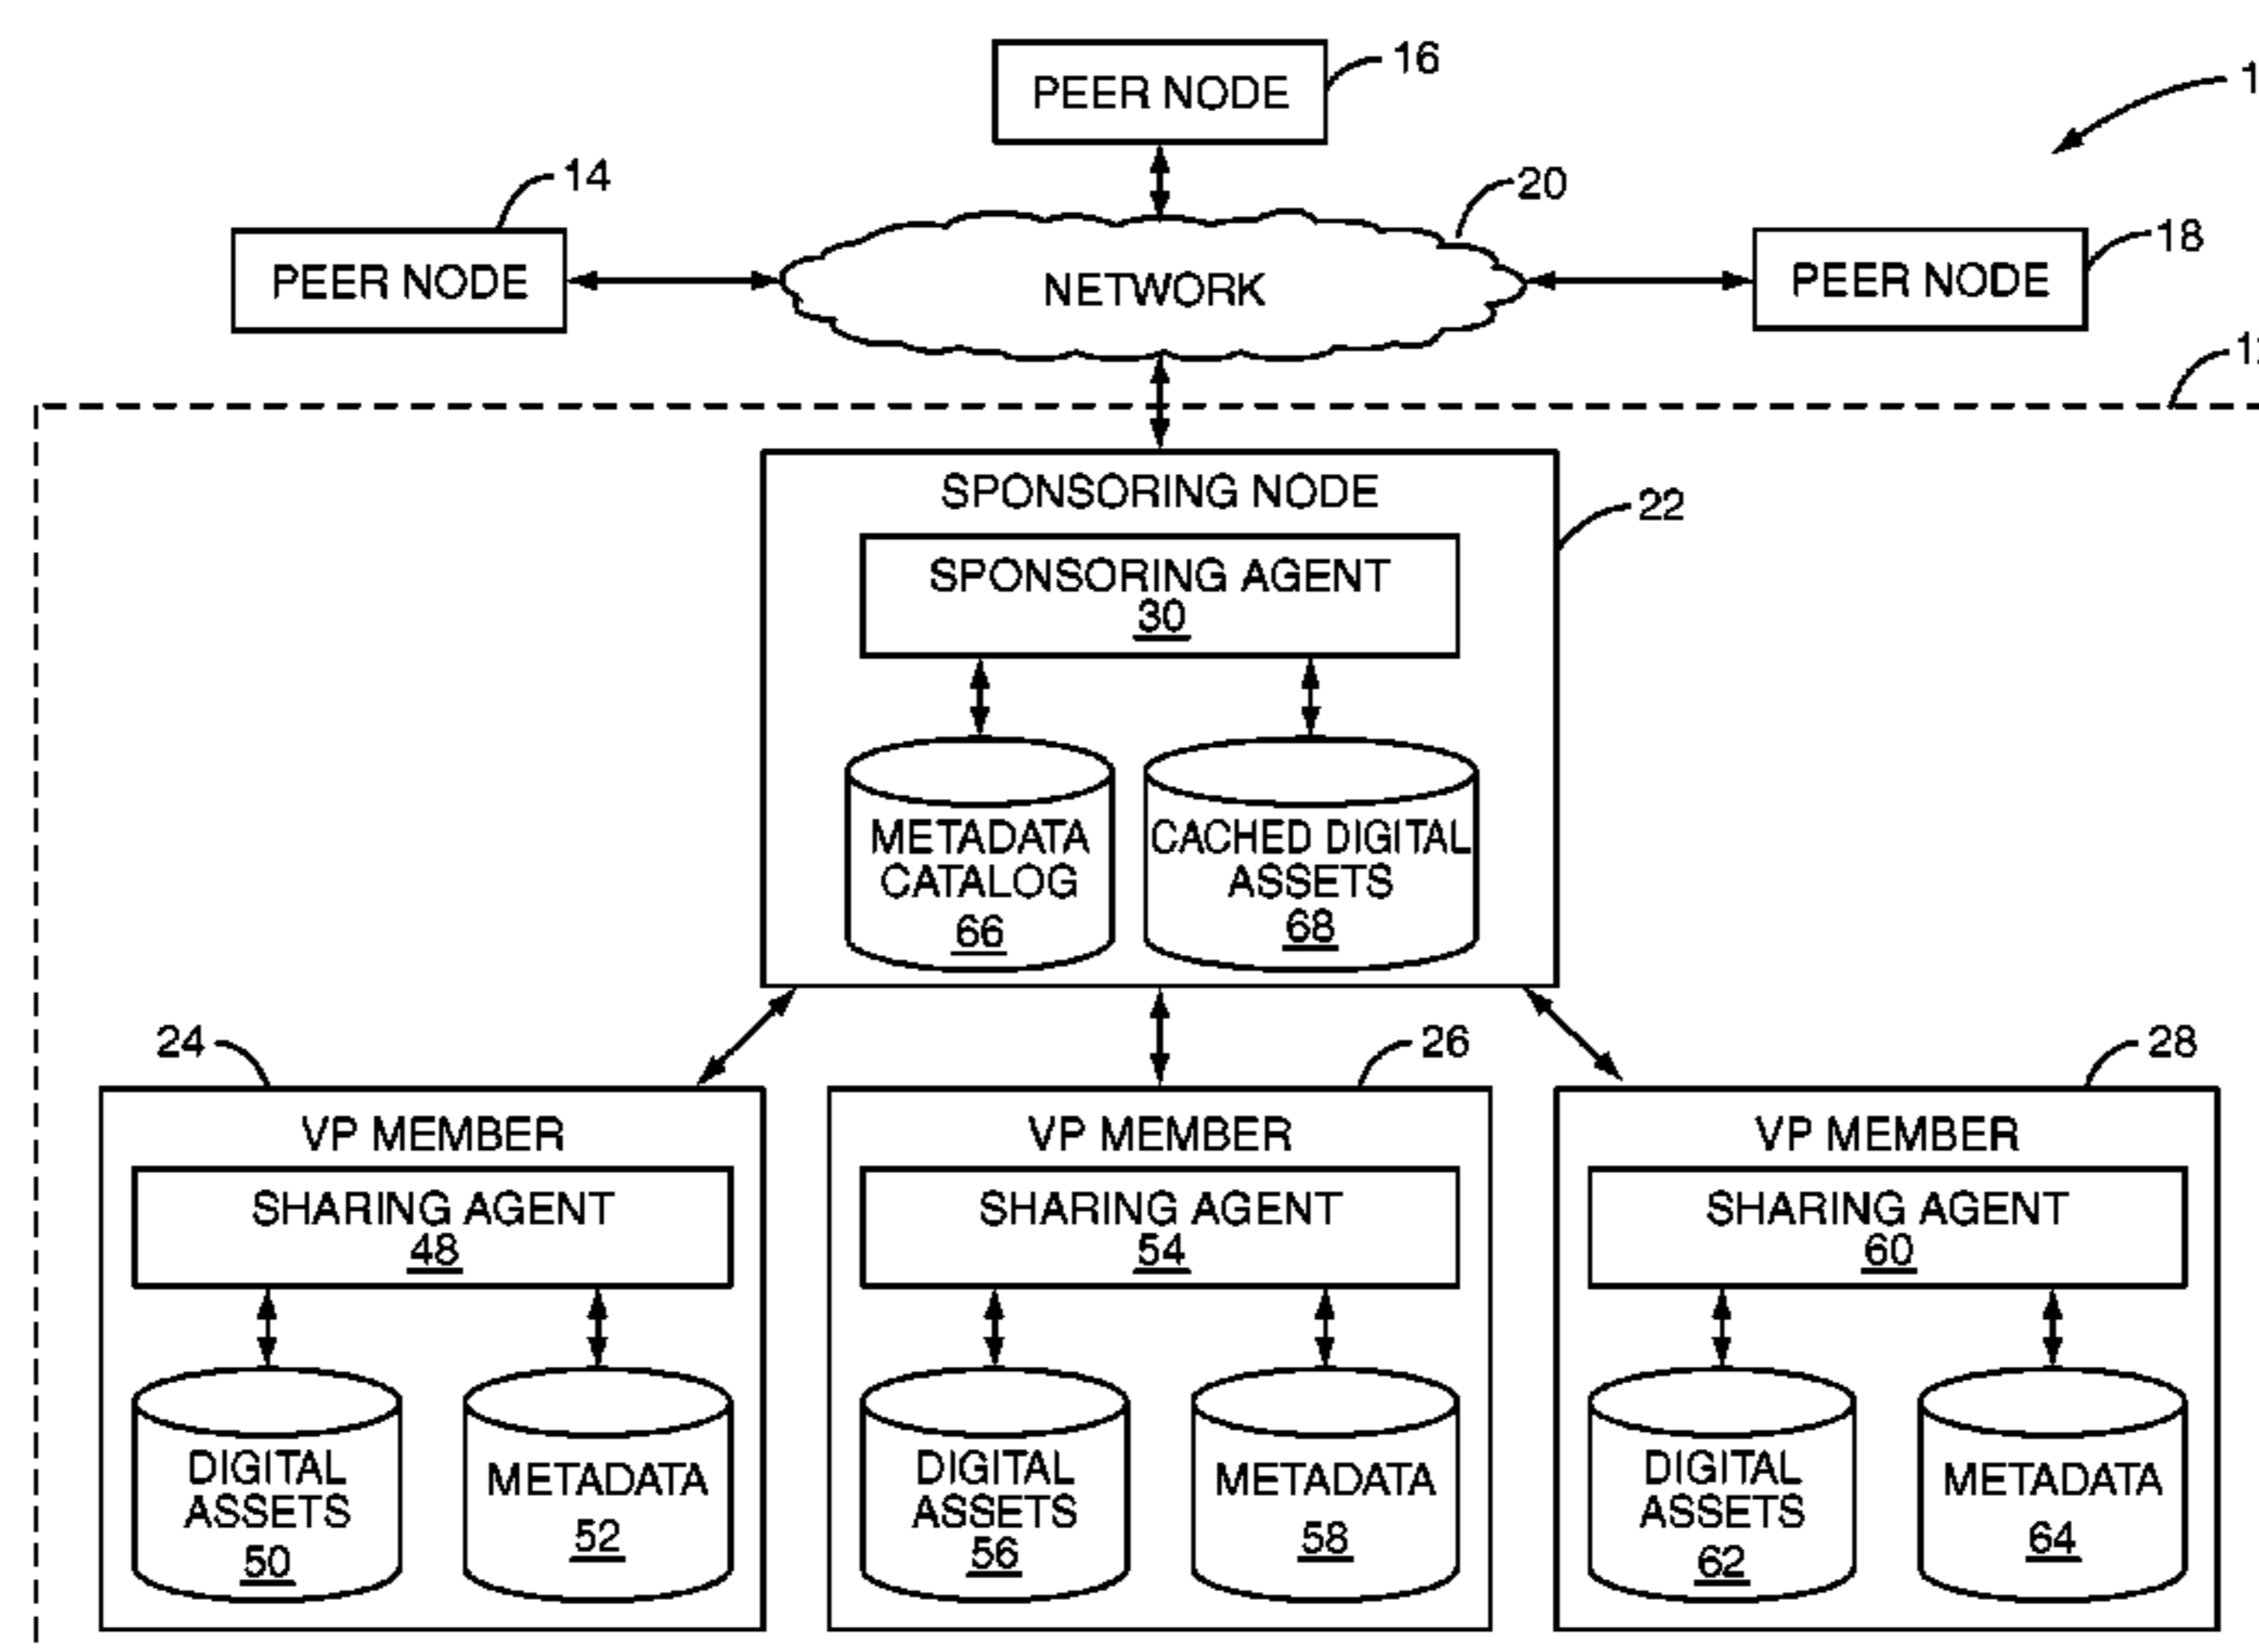 16
PEER NODE
14
20
18
PEER NODE
NETWORK
PEER NODE
SPONSORING NODE
22
SPONSORING AGENT
30
METADATA
CATALOG
66
CACHED DIGITAL
ASSETS
68
24
26
28
VP MEMBER
SHARING AGENT
48
DIGITAL
ASSETS
50
METADATA
52
VP MEMBER
SHARING AGENT
54
DIGITAL
ASSETS
56
METADATA
58
VP MEMBER
SHARING AGENT
60
DIGITAL
ASSETS
62
METADATA
64